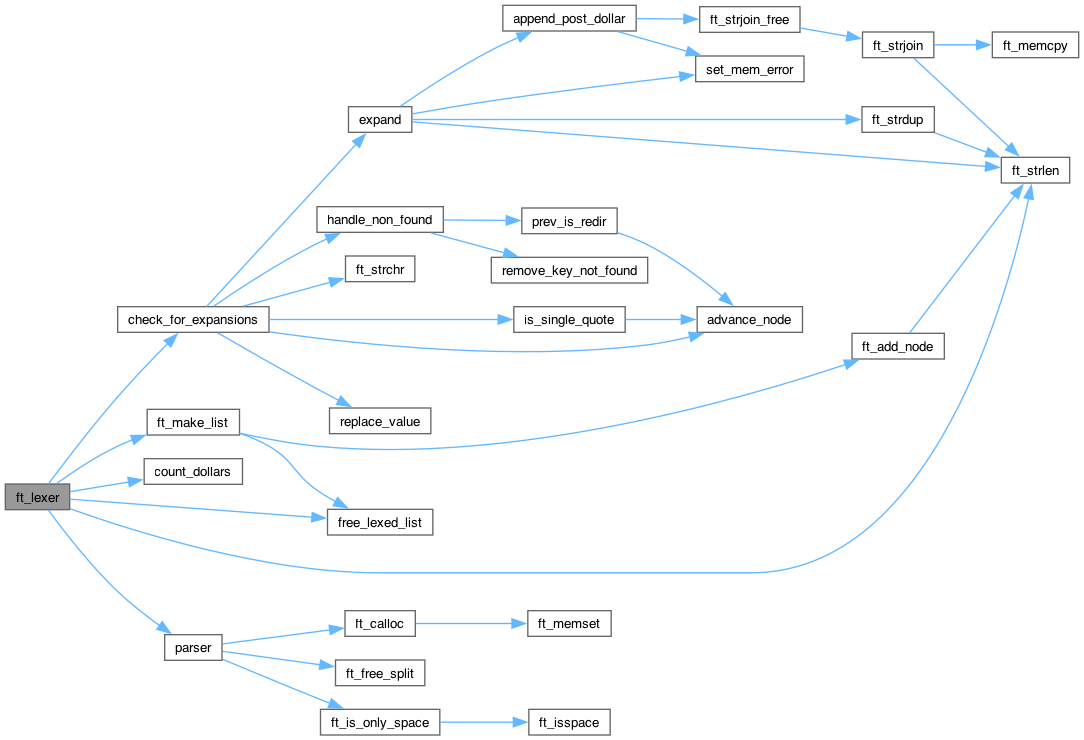 append_post_dollar
ft_strjoin_free
ft_strjoin
ft_memcpy
set_mem_error
expand
ft_strdup
ft_strlen
handle_non_found
prev_is_redir
remove_key_not_found
ft_strchr
check_for_expansions
is_single_quote
advance_node
ft_add_node
replace_value
ft_make_list
count_dollars
ft_lexer
free_lexed_list
parser
ft_calloc
ft_memset
ft_free_split
ft_is_only_space
ft_isspace